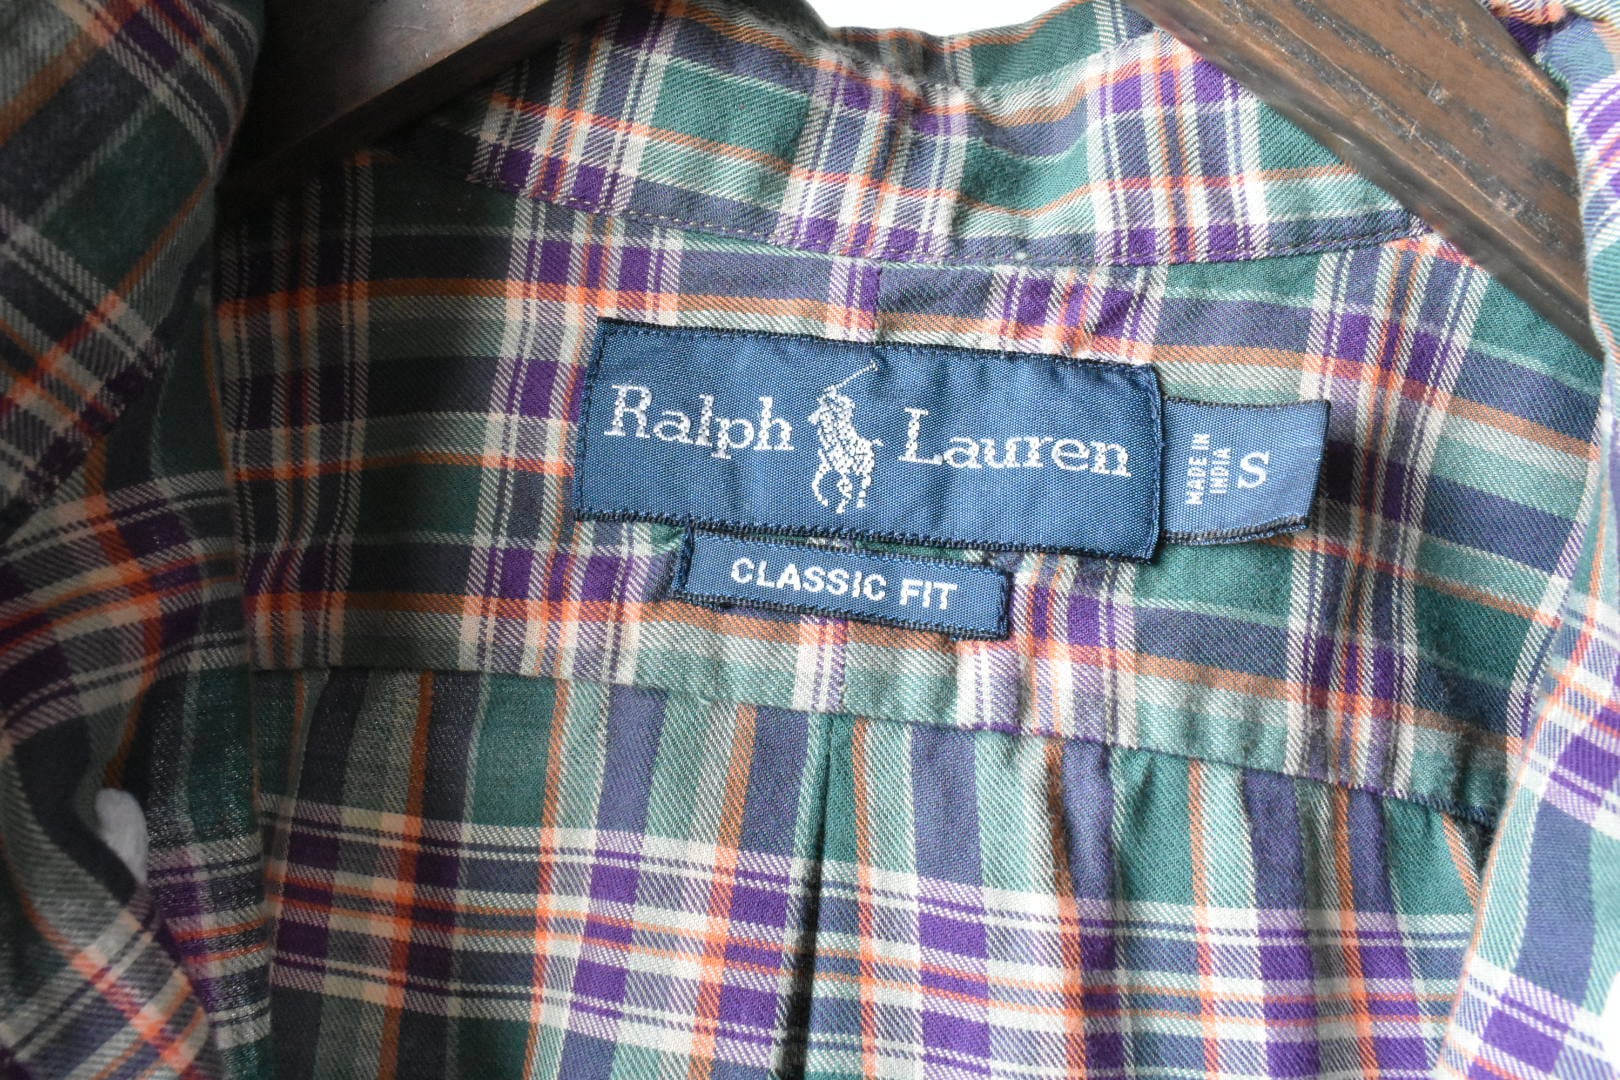 Ralph Lauren
MADE IN
INDIA
S
CLASSIC FIT